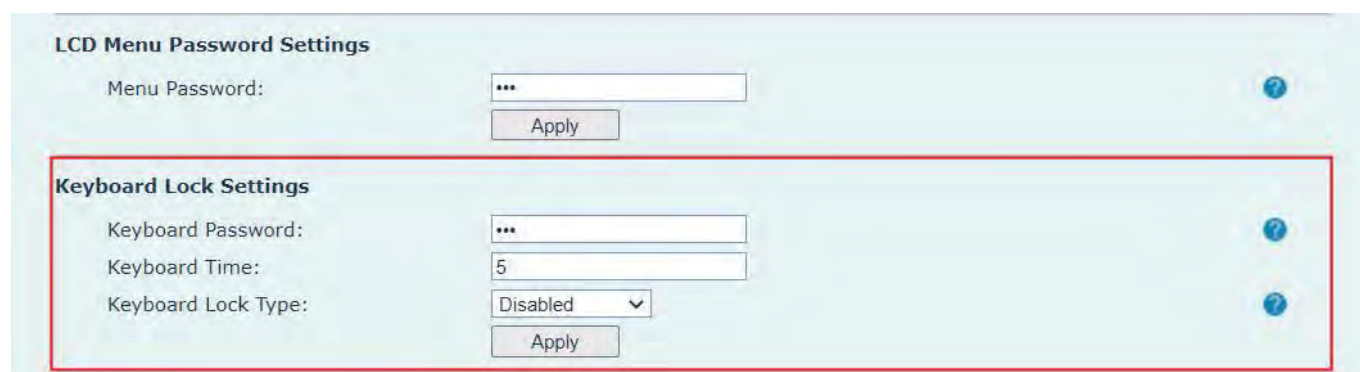 LCD Menu Password Settings
Menu Password: •••
Apply
Keyboard Lock Settings
Keyboard Password: •••
Keyboard Time: 5
Keyboard Lock Type: Disabled
Apply